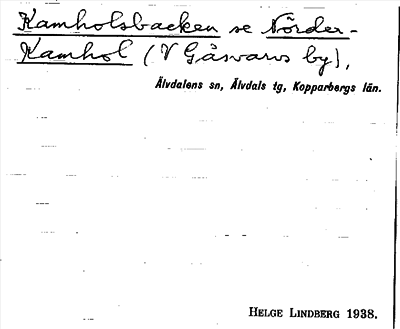 Kamholsbacken se Nörder-
Kamhol (V Gåsvarvs by),
Älvdalens sn, Älvdals tg, Kopparbergs län.
HELGE LINDBERG 1938.